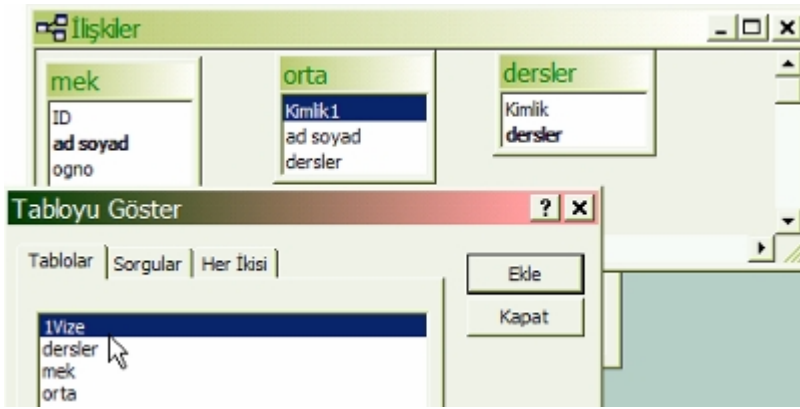 İlişkiler
mek
ID
ad soyad
ogno
orta
Kimlik1
ad soyad
dersler
dersler
Kimlik
dersler
Tabloyu Göster
Tablolar
Sorgular
Her İkisi
Ekle
Kapat
1Vize
dersler
mek
orta